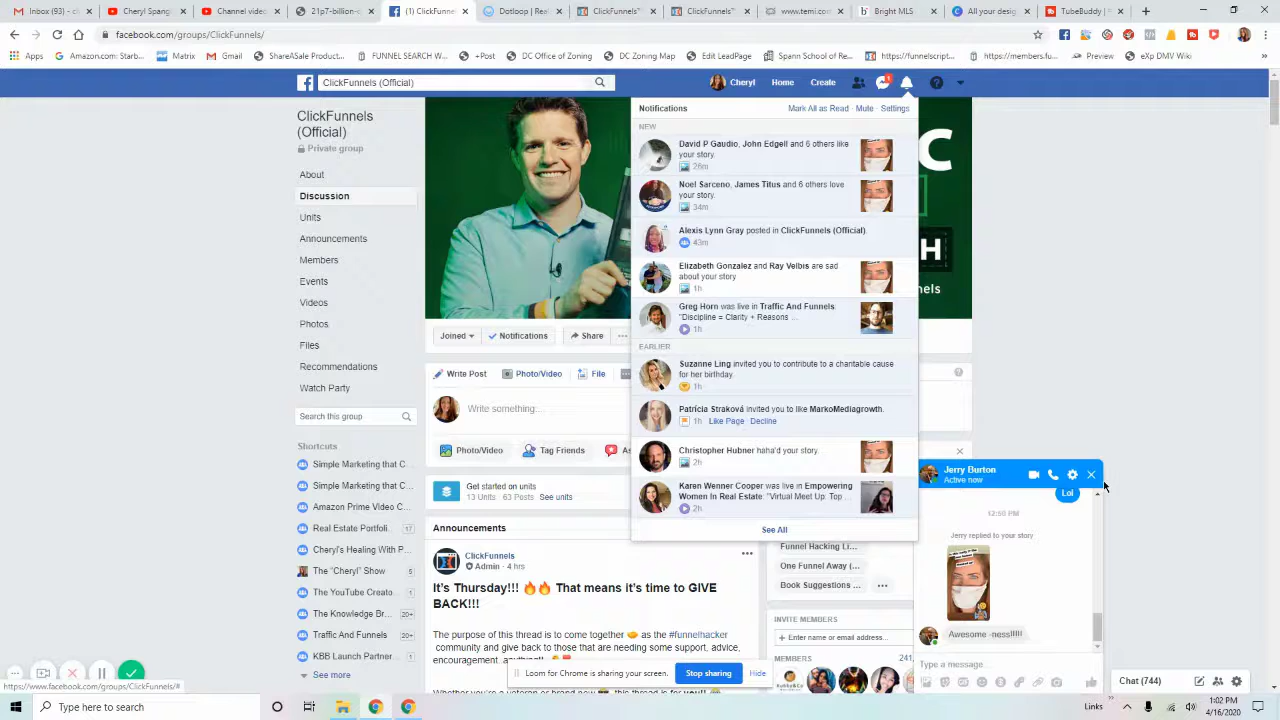 Gmail (93) - c
Cheryl Spang
Channel video
21p7-billion-
(1) ClickFunn
Dotloop | Rea
ClickFunnels™
ClickFunnels™
www.temi.co
Bright MLS
All your desig
TubeBuddy |
facebook.com/groups/ClickFunnels/
Apps
Amazon.com: Starb...
Matrix
Gmail
ShareASale Product...
FUNNEL SEARCH W...
+Post
DC Office of Zoning
DC Zoning Map
Edit LeadPage
Spann School of Re...
https://funnelscript...
https://members.fu...
Preview
eXp DMV Wiki
ClickFunnels (Official)
Cheryl
Home
Create
1
ClickFunnels
(Official)
Private group
About
Discussion
Units
Announcements
Members
Events
Videos
Photos
Files
Recommendations
Watch Party
Search this group
Shortcuts
Simple Marketing that C...
Simple Marketing that C...
Amazon Prime Video C...
Real Estate Portfoli... 17
Cheryl's Healing With P...
The "Cheryl" Show 5
The YouTube Creato... 1
The Knowledge Br... 20+
Traffic And Funnels 20+
KBB Launch Partner...
See more
https://www.facebook.com/groups/ClickFunnels/#
C
H
nels
Joined
Notifications
Share
Write Post
Photo/Video
File
Write something...
Photo/Video
Tag Friends
As
Get started on units
13 Units 63 Posts See units
Announcements
ClickFunnels
Admin · 4 hrs
It's Thursday!!! 🔥🔥 That means it's time to GIVE
BACK!!!
The purpose of this thread is to come together 🤝 as the #funnelhacker
community and give back to those that are needing some support, advice,
encouragement
Notifications
Mark All as Read · Mute · Settings
NEW
David P Gaudio, John Edgell and 6 others like
your story.
26m
Noel Sarceno, James Titus and 6 others love
your story.
34m
Alexis Lynn Gray posted in ClickFunnels (Official).
43m
Elizabeth Gonzalez and Ray Velbis are sad
about your story
1h
Greg Horn was live in Traffic And Funnels:
"Discipline = Clarity + Reasons ...
1h
EARLIER
Suzanne Ling invited you to contribute to a charitable cause
for her birthday.
1h
Patrícia Straková invited you to like MarkoMediagrowth.
1h Like Page · Decline
Christopher Hubner haha'd your story.
2h
Karen Wenner Cooper was live in Empowering
Women In Real Estate: "Virtual Meet Up: Top ...
2h
See All
Funnel Hacking Li...
One Funnel Away (...
Book Suggestions ...
INVITE MEMBERS
+ Enter name or email address...
MEMBERS
241,
Loom for Chrome is sharing your screen.
Stop sharing
Hide
Jerry Burton
Active now
Lol
12:50 PM
Jerry replied to your story
Awesome -ness!!!!!
Type a message...
Chat (744)
Type here to search
Links
1:02 PM
4/16/2020